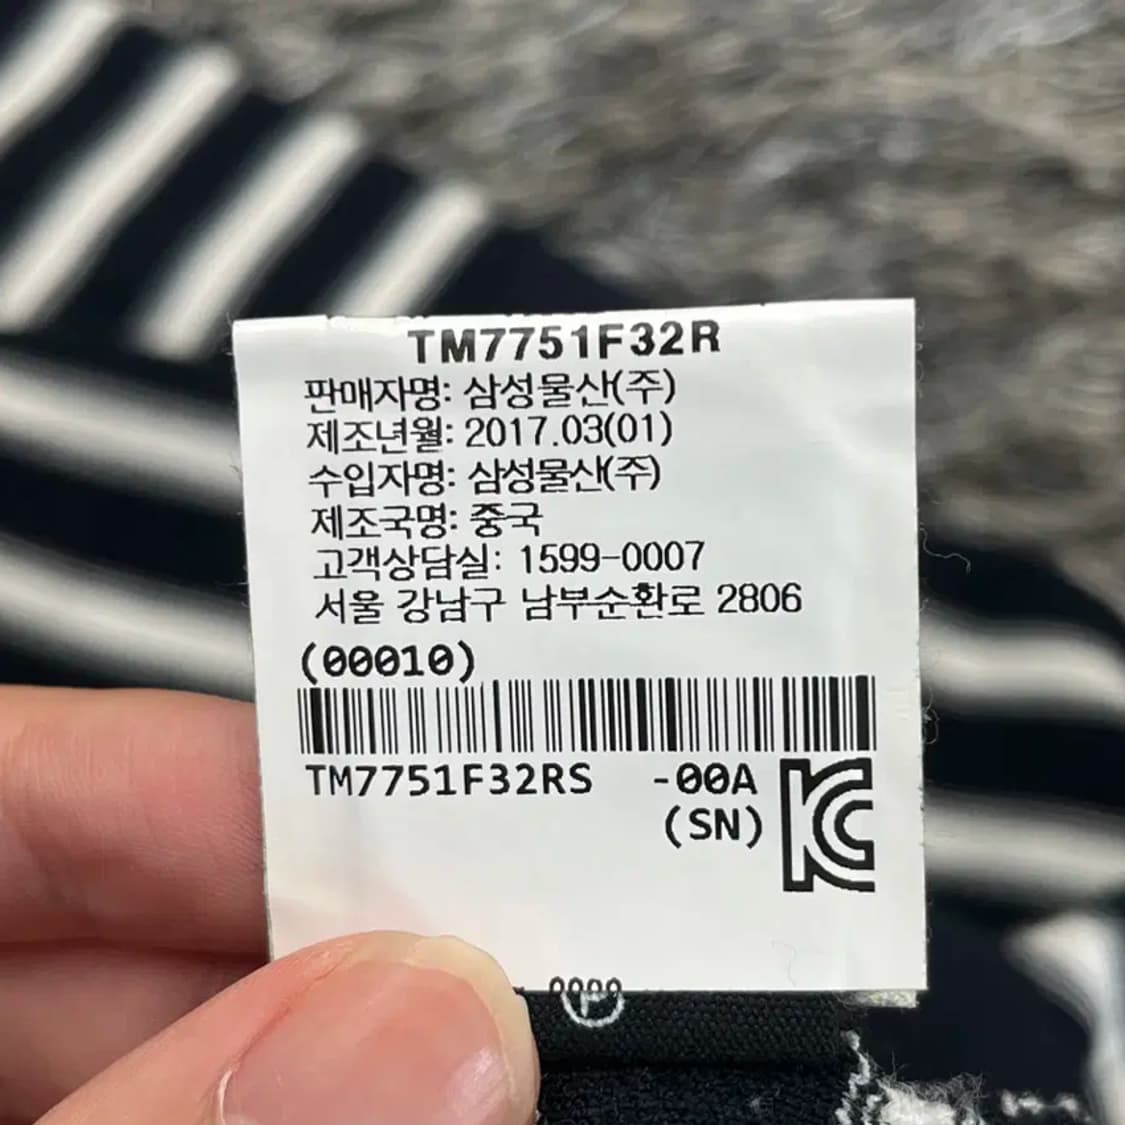 TM7751F32R
판매자명: 삼성물산(주)
제조년월: 2017.03(01)
수입자명: 삼성물산(주)
제조국명: 중국
고객상담실: 1599-0007
서울 강남구 남부순환로 2806
(00010)
TM7751F32RS -00A
(SN)
KC
P